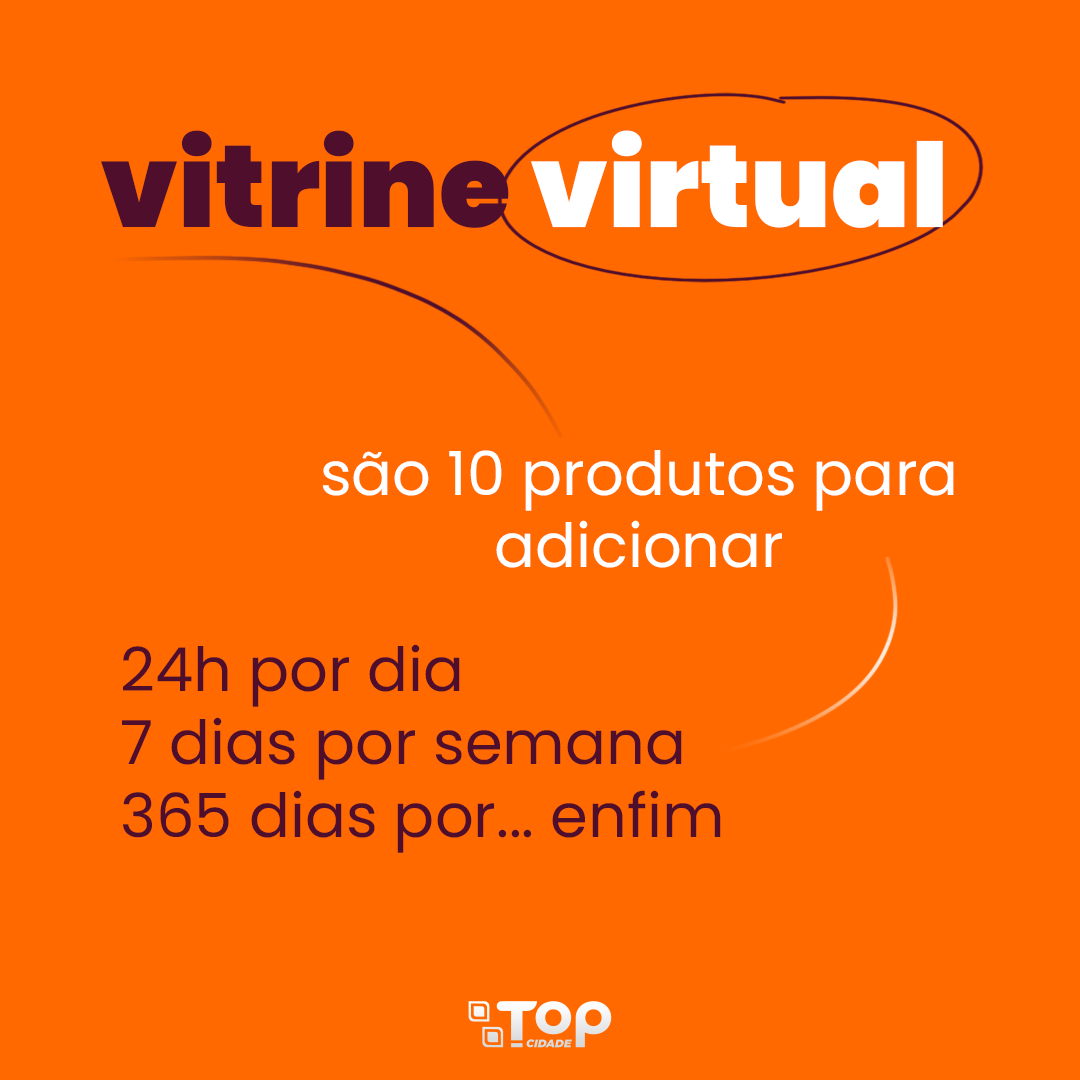 vitrine virtual
são 10 produtos para
adicionar
24h por dia
7 dias por semana
365 dias por... enfim
TOP
CIDADE